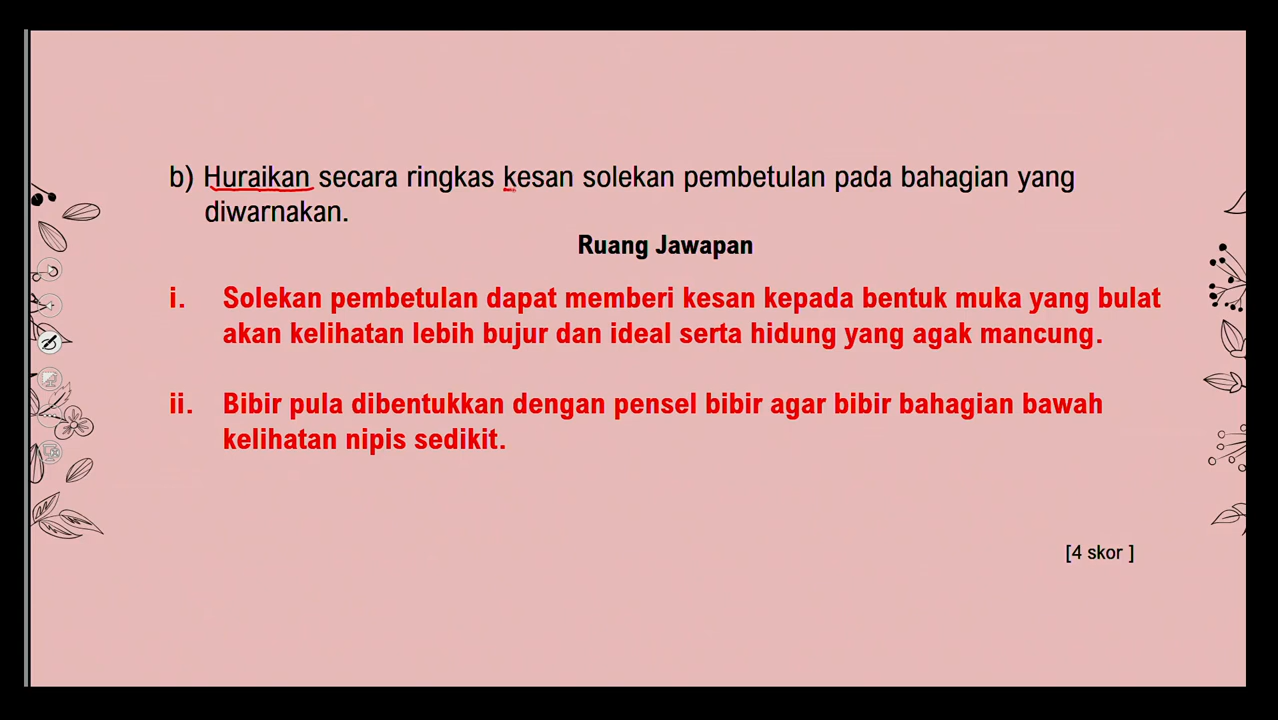 b) Huraikan secara ringkas kesan solekan pembetulan pada bahagian yang
diwarnakan.
Ruang Jawapan
i. Solekan pembetulan dapat memberi kesan kepada bentuk muka yang bulat
akan kelihatan lebih bujur dan ideal serta hidung yang agak mancung.
ii. Bibir pula dibentukkan dengan pensel bibir agar bibir bahagian bawah
kelihatan nipis sedikit.
[4 skor ]